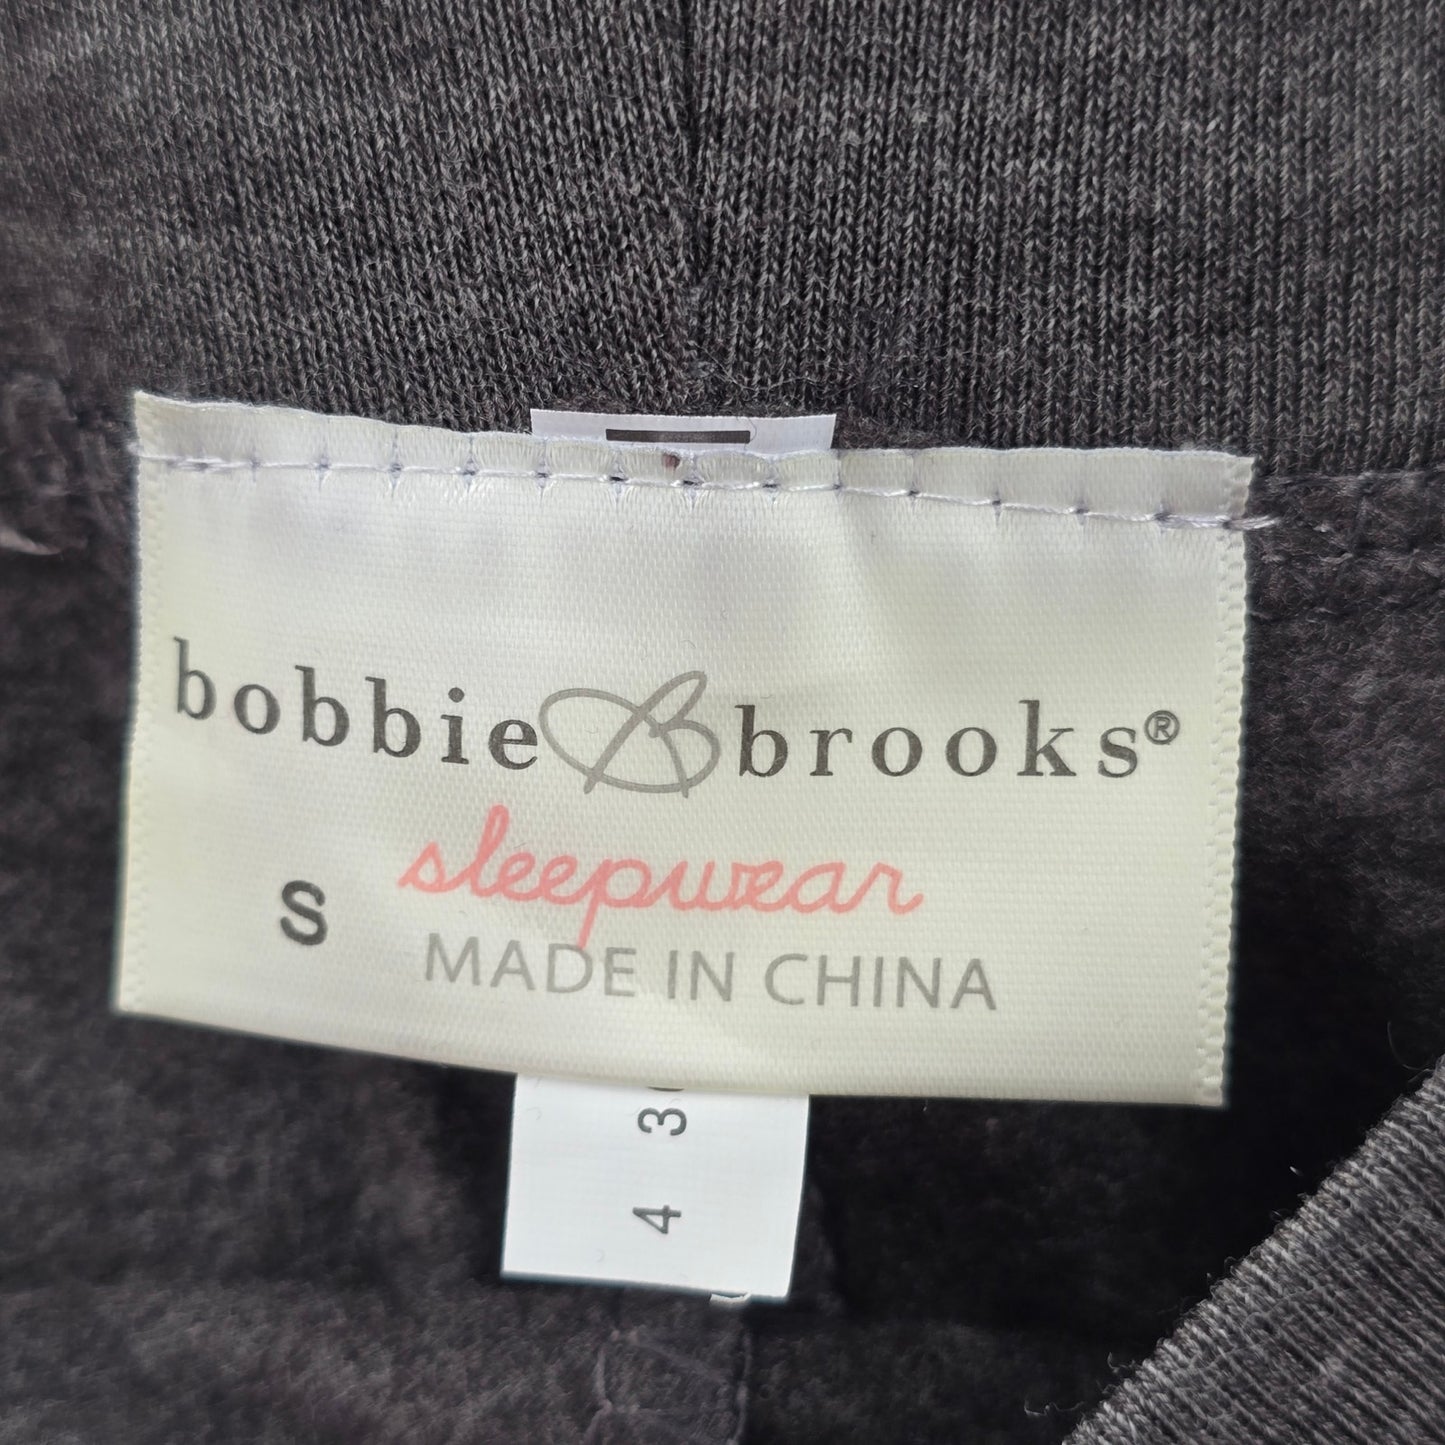 bobbie B brooks®
sleepwear
S
MADE IN CHINA
3
4